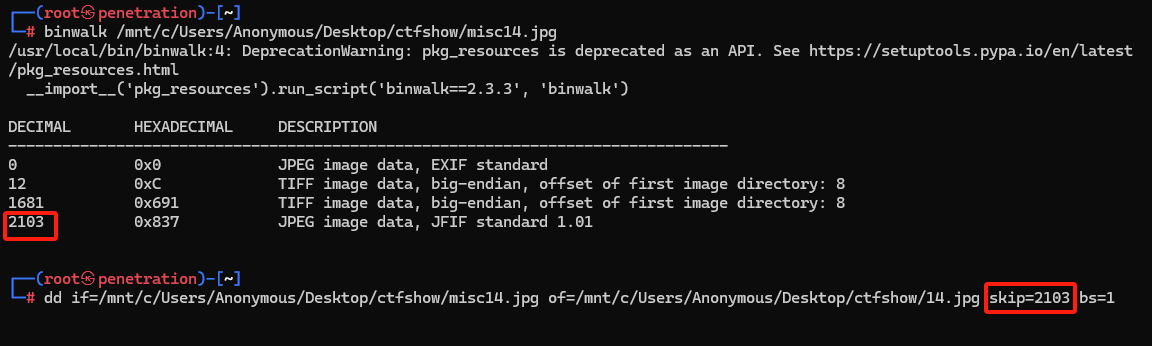 ┌──(root㉿penetration)-[~]
└─# binwalk /mnt/c/Users/Anonymous/Desktop/ctfshow/misc14.jpg
/usr/local/bin/binwalk:4: DeprecationWarning: pkg_resources is deprecated as an API. See https://setuptools.pypa.io/en/latest
/pkg_resources.html
  __import__('pkg_resources').run_script('binwalk==2.3.3', 'binwalk')
DECIMAL       HEXADECIMAL     DESCRIPTION
--------------------------------------------------------------------------------
0             0x0             JPEG image data, EXIF standard
12            0xC             TIFF image data, big-endian, offset of first image directory: 8
1681          0x691           TIFF image data, big-endian, offset of first image directory: 8
2103          0x837           JPEG image data, JFIF standard 1.01
┌──(root㉿penetration)-[~]
└─# dd if=/mnt/c/Users/Anonymous/Desktop/ctfshow/misc14.jpg of=/mnt/c/Users/Anonymous/Desktop/ctfshow/14.jpg skip=2103 bs=1